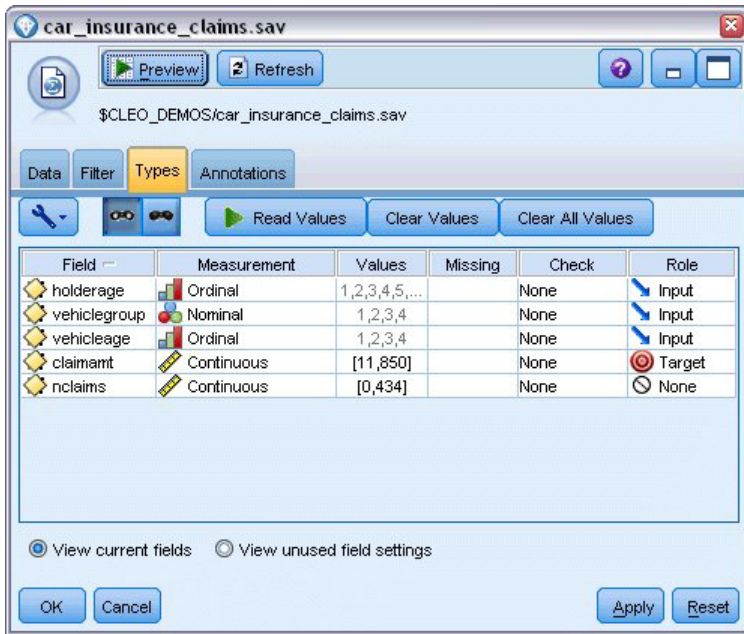 car_insurance_claims.sav
Preview Refresh
$CLEO_DEMOS/car_insurance_claims.sav
Data Filter Types Annotations
Read Values Clear Values Clear All Values
Field Measurement Values Missing Check Role
holderage Ordinal 1,2,3,4,5,... None Input
vehiclegroup Nominal 1,2,3,4 None Input
vehicleage Ordinal 1,2,3,4 None Input
claimamt Continuous [11,850] None Target
nclaims Continuous [0,434] None None
View current fields View unused field settings
OK Cancel Apply Reset